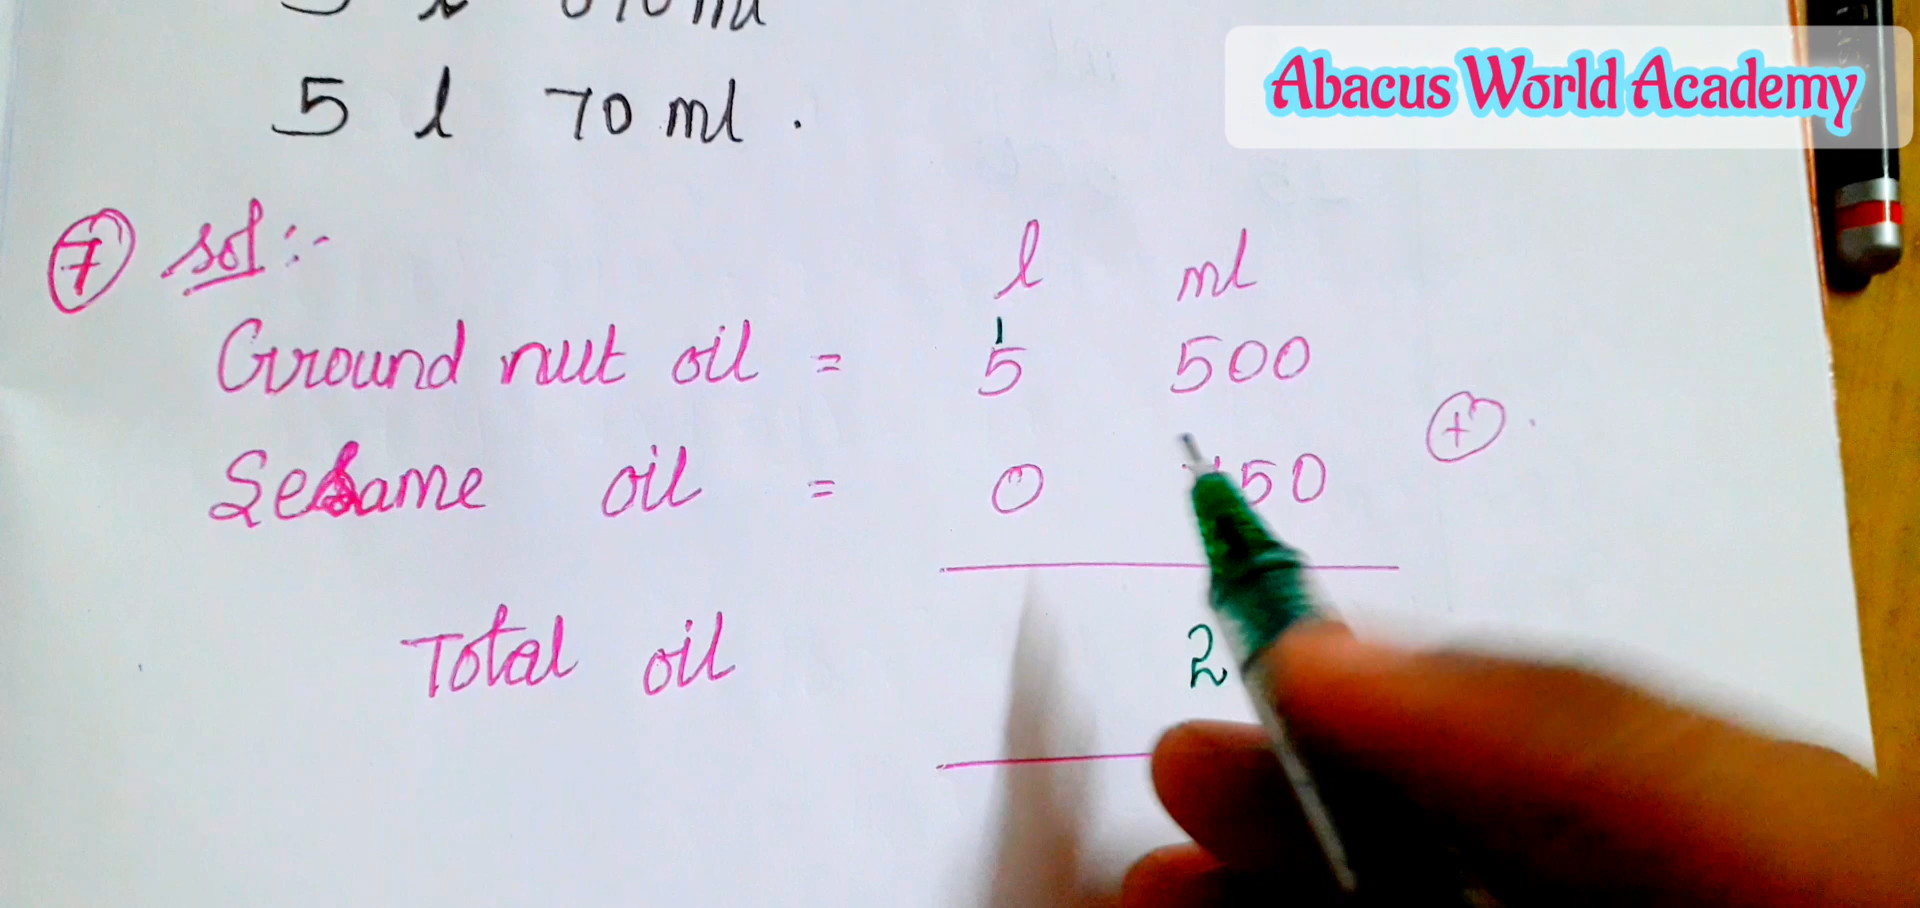 Abacus World Academy
5 l 70 ml .
7 sol :-
l ml
1
Ground nut oil = 5 500
+
Sesame oil = 0 50
Total oil 2